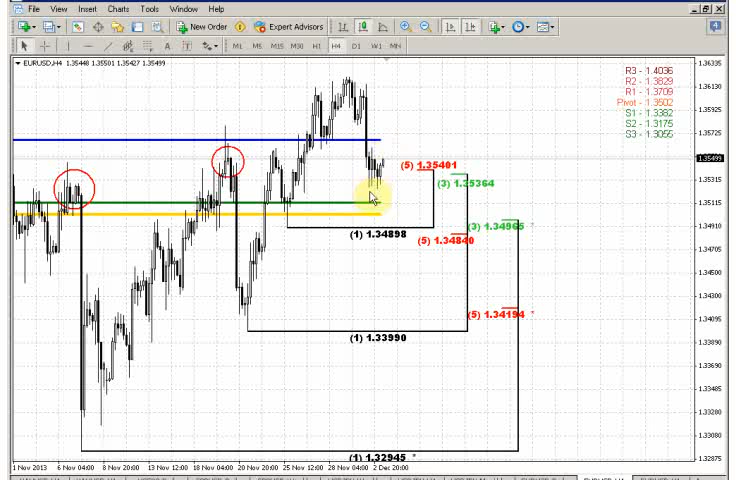 File View Insert Charts Tools Window Help
New Order Expert Advisors 4
A T M1 M5 M15 M30 H1 H4 D1 W1 MN
EURUSD,H4 1.35448 1.35501 1.35427 1.35499
R3 - 1.4036
R2 - 1.3829
R1 - 1.3709
Pivot - 1.3502
S1 - 1.3382
S2 - 1.3175
S3 - 1.3055
1.36335
1.36130
1.35925
1.35725
1.35499
1.35315
1.35115
1.34910
1.34705
1.34500
1.34300
1.34095
1.33890
1.33685
1.33485
1.33280
1.33080
1.32875
(5) 1.35401
(3) 1.35364
(1) 1.34898
(5) 1.34840
(3) 1.34965 *
(5) 1.34194 *
(1) 1.33990
(1) 1.32945 *
1 Nov 2013 6 Nov 04:00 8 Nov 20:00 13 Nov 12:00 18 Nov 04:00 20 Nov 20:00 25 Nov 12:00 28 Nov 04:00 2 Dec 20:00